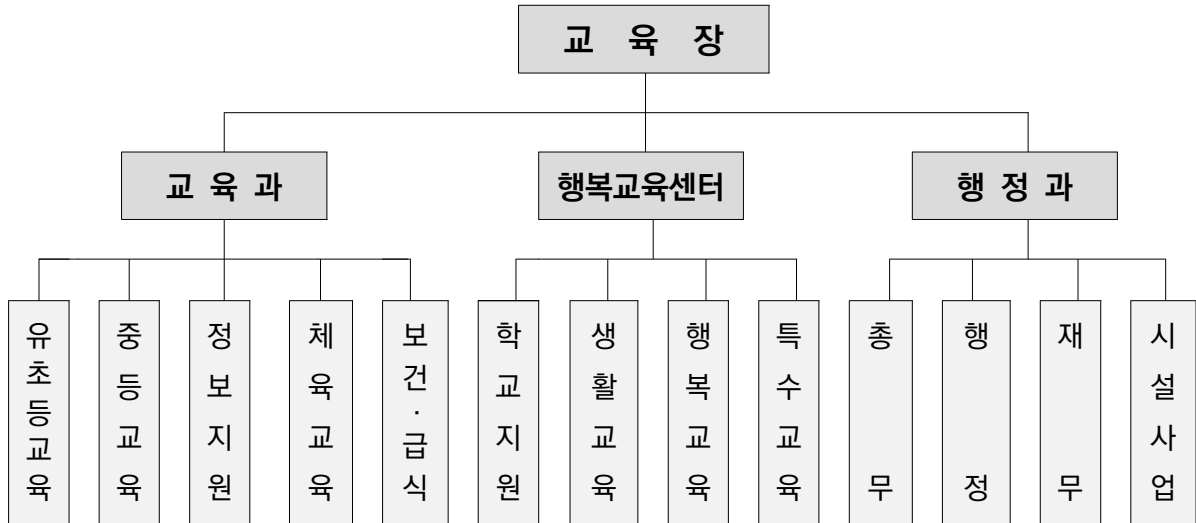 교 육 장
교 육 과
행복교육센터
행 정 과
유초등교육
중등교육
정보지원
체육교육
보건·급식
학교지원
생활교육
행복교육
특수교육
총무
행정
재무
시설사업